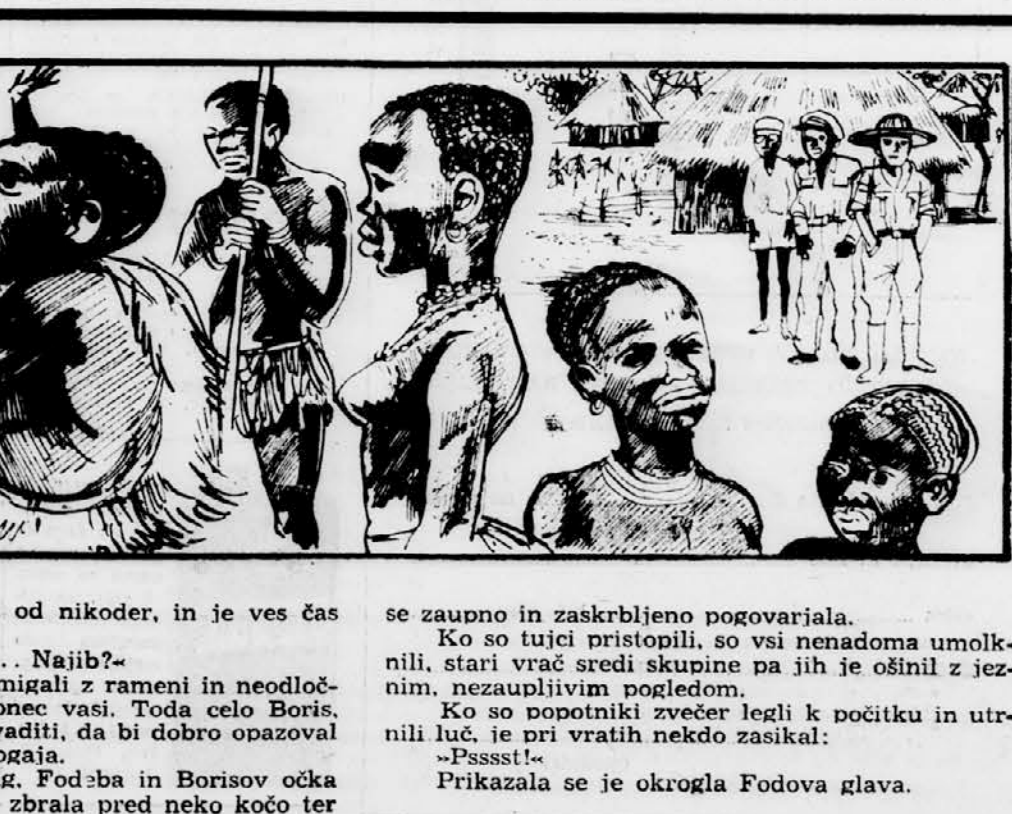 od nikoder, in je ves čas
. . Najib?«
migali z rameni in neodloč-
onec vasi. Toda celo Boris,
vaditi, da bi dobro opazoval
ogaja.
g, Fodeba in Borisov očka
zbrala pred neko kočo ter
se zaupno in zaskrbljeno pogovarjala.
Ko so tujci pristopili, so vsi nenadoma umolk-
nili, stari vrač sredi skupine pa jih je ošinil z jez-
nim, nezaupljivim pogledom.
Ko so popotniki zvečer legli k počitku in utr-
nili luč, je pri vratih nekdo zasikal:
»Psssst!«
Prikazala se je okrogla Fodova glava.